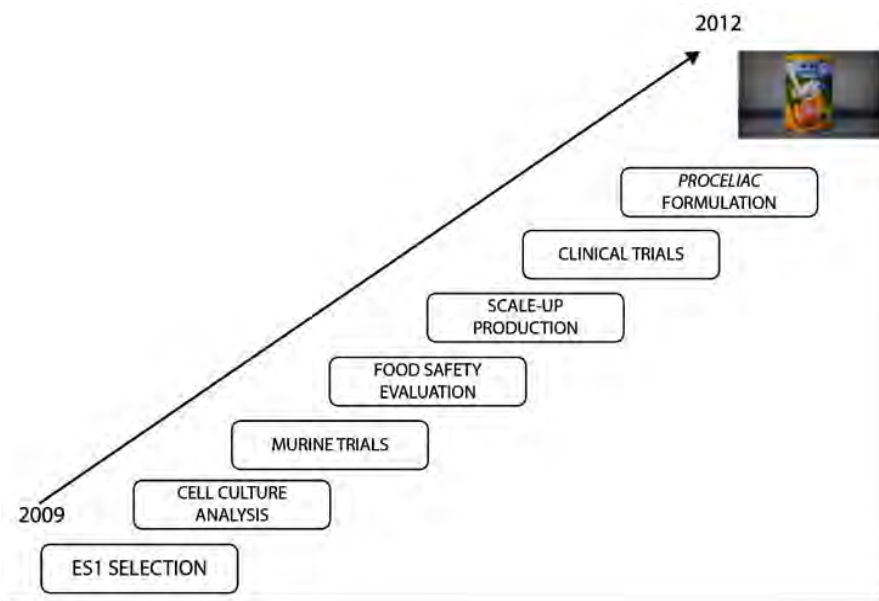 2012
PROCELIAC
FORMULATION
CLINICAL TRIALS
SCALE-UP
PRODUCTION
FOOD SAFETY
EVALUATION
MURINE TRIALS
CELL CULTURE
ANALYSIS
2009
ES1 SELECTION